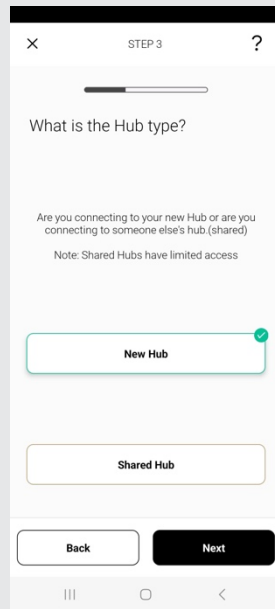 STEP 3
?
What is the Hub type?
Are you connecting to your new Hub or are you
connecting to someone else's hub.(shared)
Note: Shared Hubs have limited access
New Hub
Shared Hub
Back
Next